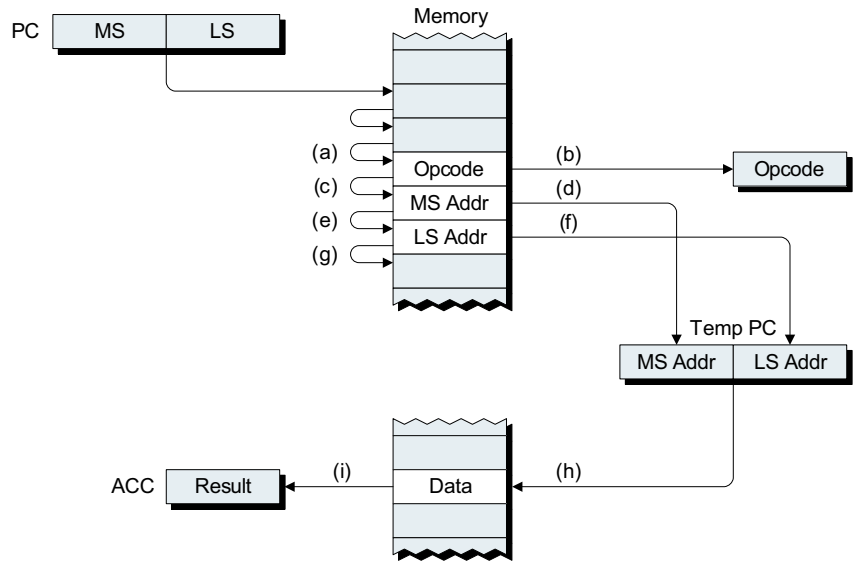 Memory
PC
MS LS
(a)
(b)
Opcode
Opcode
(c)
MS Addr
(d)
(e)
LS Addr
(f)
(g)
Temp PC
MS Addr LS Addr
ACC
Result
(i)
Data
(h)